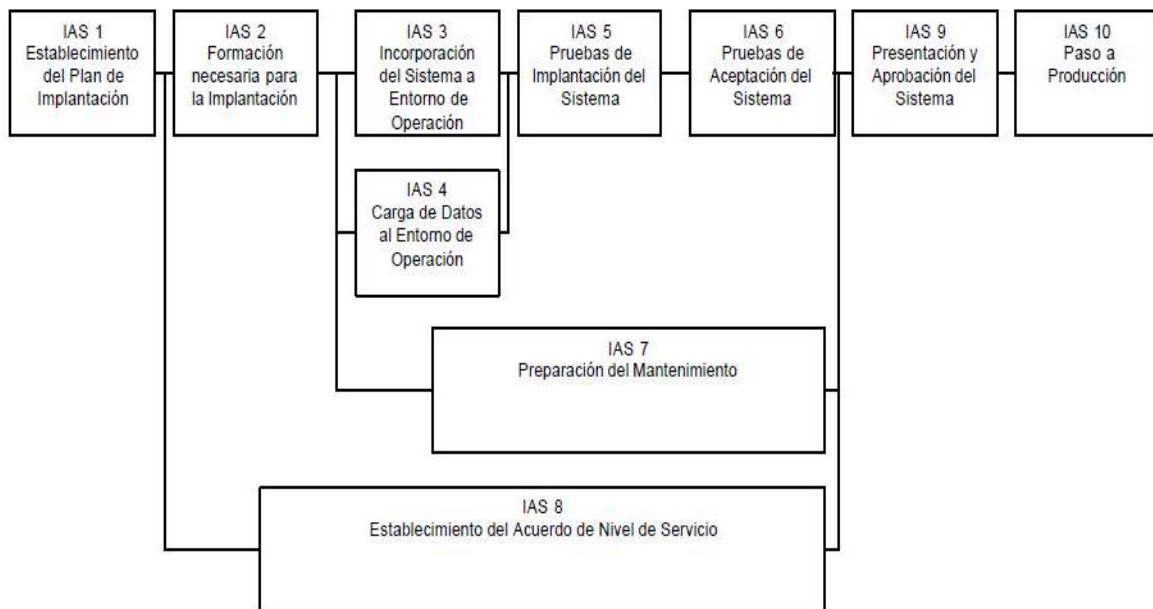 IAS 1
Establecimiento
del Plan de
Implantación
IAS 2
Formación
necesaria para
la Implantación
IAS 3
Incorporación
del Sistema a
Entorno de
Operación
IAS 5
Pruebas de
Implantación del
Sistema
IAS 6
Pruebas de
Aceptación del
Sistema
IAS 9
Presentación y
Aprobación del
Sistema
IAS 10
Paso a
Producción
IAS 4
Carga de Datos
al Entorno de
Operación
IAS 7
Preparación del Mantenimiento
IAS 8
Establecimiento del Acuerdo de Nivel de Servicio